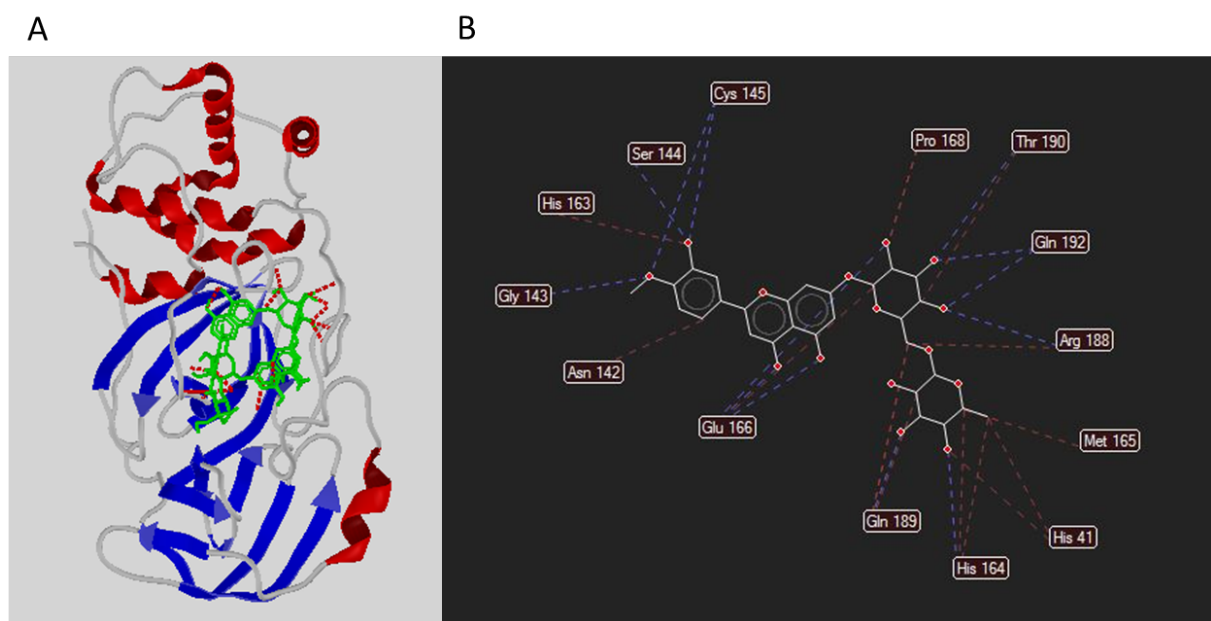 A
B
Cys 145
Ser 144
Pro 168
Thr 190
His 163
Gln 192
Gly 143
Arg 188
Asn 142
Glu 166
Met 165
Gln 189
His 41
His 164